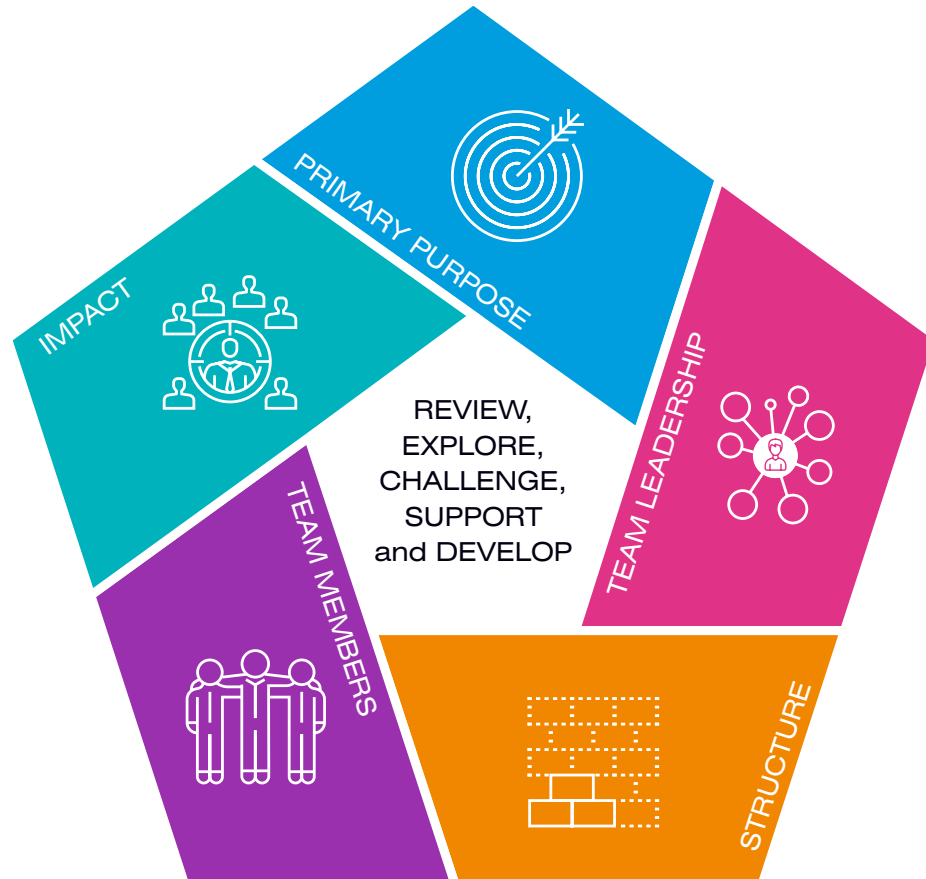 PRIMARY PURPOSE
IMPACT
TEAM LEADERSHIP
REVIEW,
EXPLORE,
CHALLENGE,
SUPPORT
and DEVELOP
TEAM MEMBERS
STRUCTURE